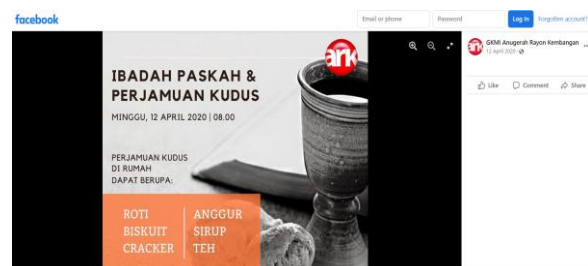 facebook
Email or phone
Password
Log In
Forgotten account?
ark
IBADAH PASKAH &
PERJAMUAN KUDUS
MINGGU, 12 APRIL 2020 | 08.00
PERJAMUAN KUDUS
DI RUMAH
DAPAT BERUPA:
ROTI
BISKUIT
CRACKER
ANGGUR
SIRUP
TEH
GKMI Anugerah Rayon Kembangan
12 April 2020
Like
Comment
Share